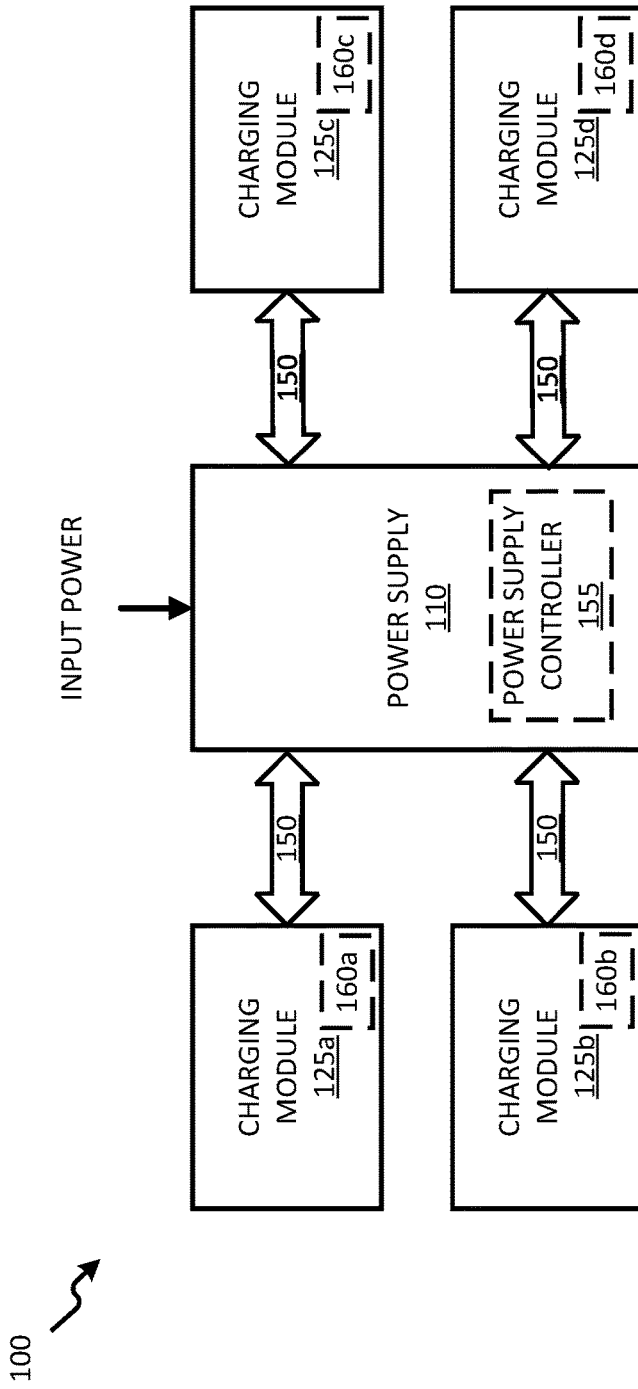 100
INPUT POWER
CHARGING
MODULE
125a
160a
150
POWER SUPPLY
110
150
CHARGING
MODULE
125c
160c
CHARGING
MODULE
125b
160b
150
POWER SUPPLY
CONTROLLER
155
150
CHARGING
MODULE
125d
160d